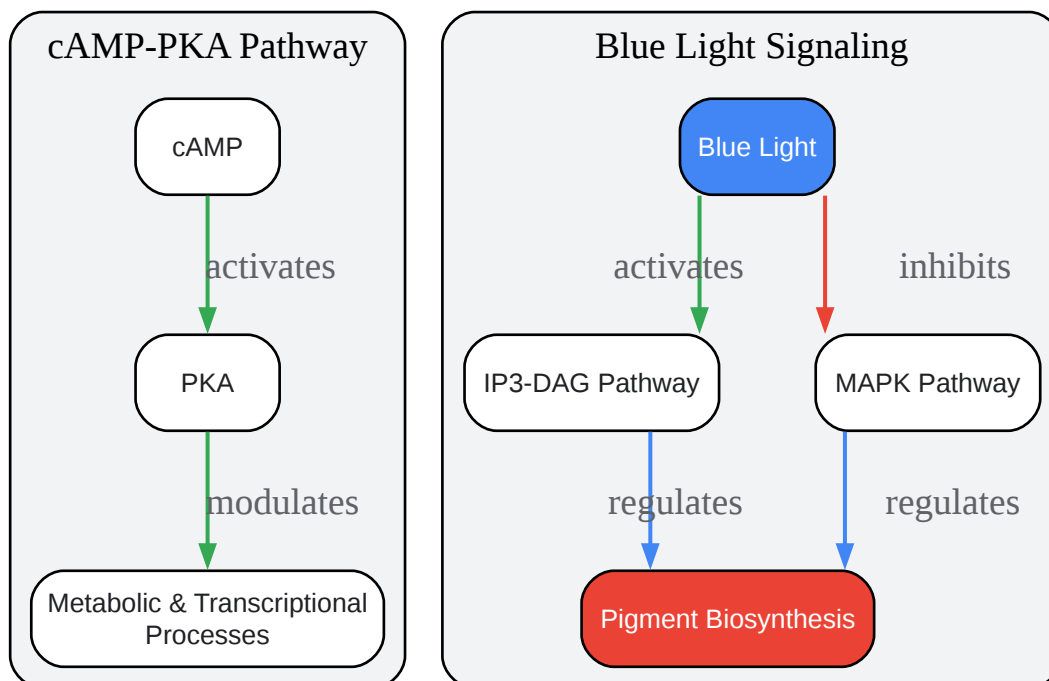 cAMP-PKA Pathway
cAMP
activates
PKA
modulates
Metabolic & Transcriptional
Processes
Blue Light Signaling
Blue Light
activates
inhibits
IP3-DAG Pathway
MAPK Pathway
regulates
regulates
Pigment Biosynthesis